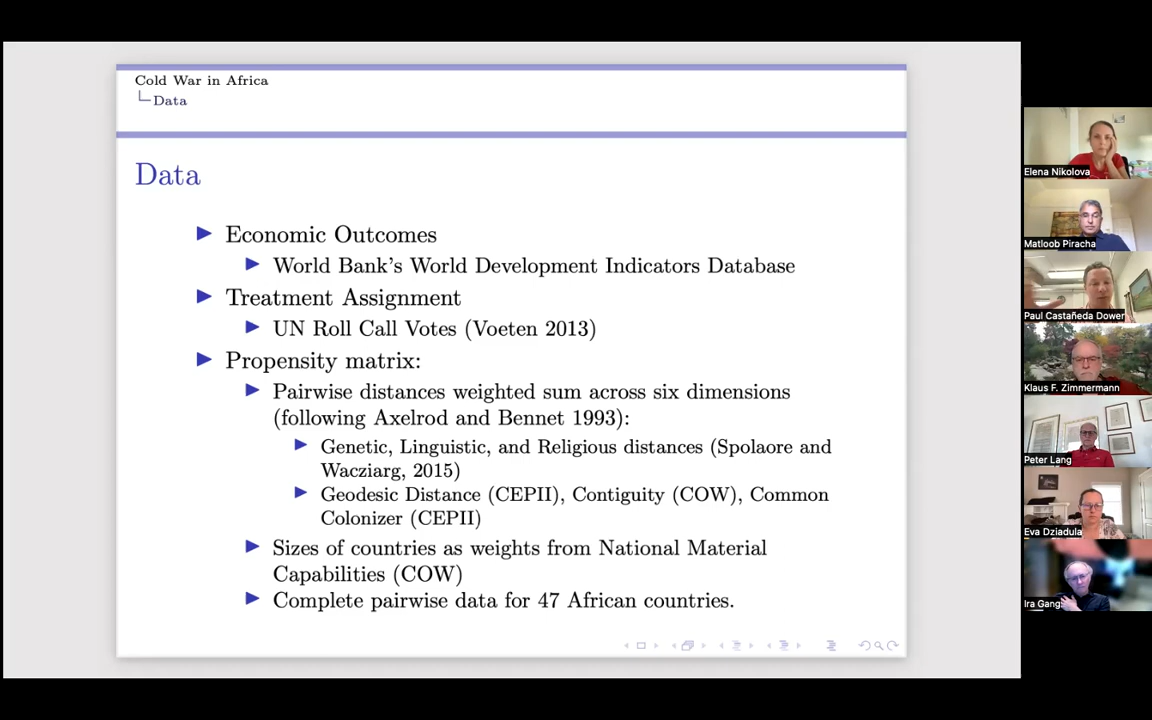 Cold War in Africa
Data
Data
Economic Outcomes
World Bank's World Development Indicators Database
Treatment Assignment
UN Roll Call Votes (Voeten 2013)
Propensity matrix:
Pairwise distances weighted sum across six dimensions
(following Axelrod and Bennet 1993):
Genetic, Linguistic, and Religious distances (Spolaore and
Wacziarg, 2015)
Geodesic Distance (CEPII), Contiguity (COW), Common
Colonizer (CEPII)
Sizes of countries as weights from National Material
Capabilities (COW)
Complete pairwise data for 47 African countries.
Elena Nikolova
Matloob Piracha
Paul Castañeda Dower
Klaus F. Zimmermann
Peter Lang
Eva Dziadula
Ira Gang